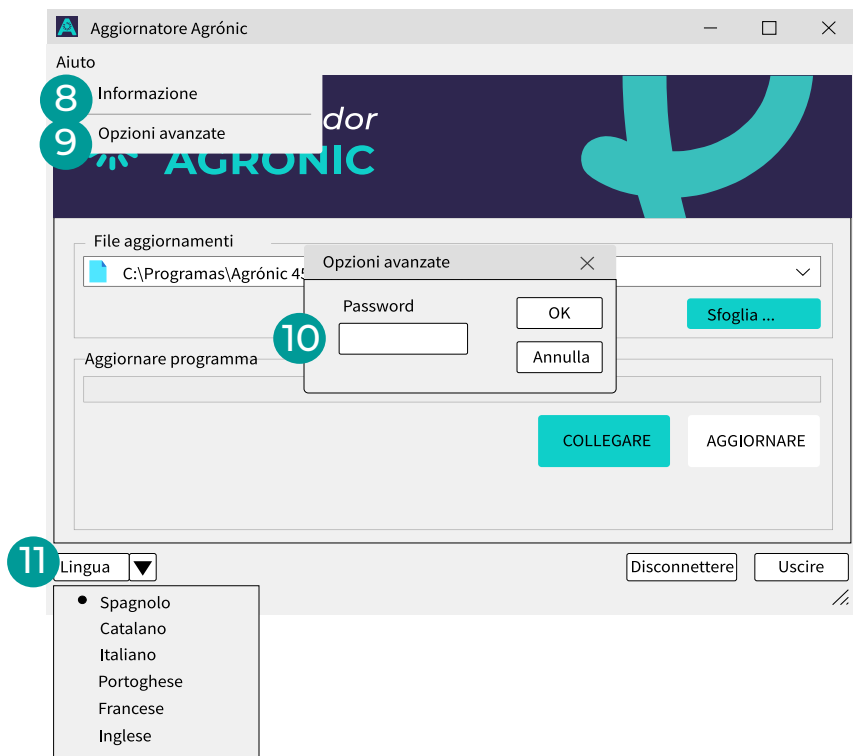 Aggiornatore Agrónic
Aiuto
8 Informazione
9 Opzioni avanzate
dor
AGRÓNIC
File aggiornamenti
C:\Programas\Agrónic 45
Opzioni avanzate
Password
OK
10
Annulla
Sfoglia ...
Aggiornare programma
COLLEGARE
AGGIORNARE
11 Lingua
Disconnettere
Uscire
Spagnolo
Catalano
Italiano
Portoghese
Francese
Inglese